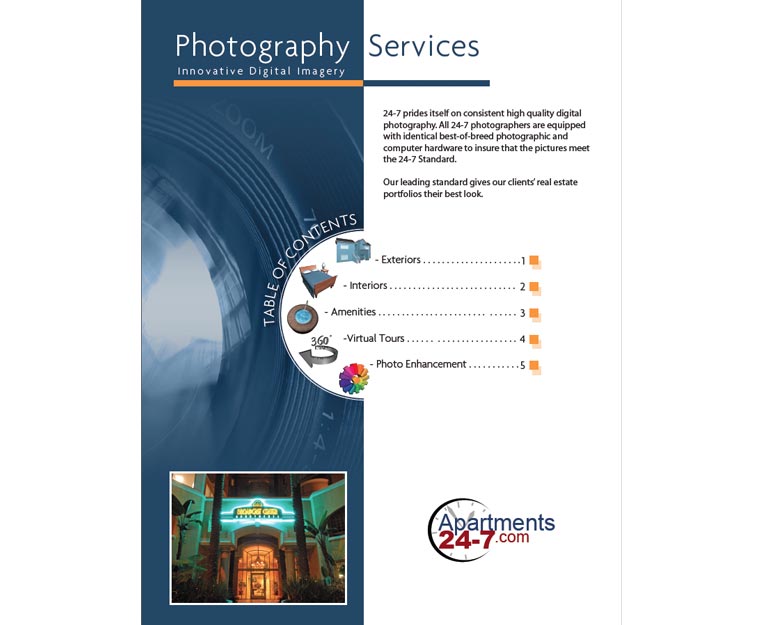 Photography Services
Innovative Digital Imagery
ZOOM
24-7 prides itself on consistent high quality digital
photography. All 24-7 photographers are equipped
with identical best-of-breed photographic and
computer hardware to insure that the pictures meet
the 24-7 Standard.
Our leading standard gives our clients' real estate
portfolios their best look.
TABLE OF CONTENTS
- Exteriors . . . . . . . . . . . . . . . . . . . . . 1
- Interiors . . . . . . . . . . . . . . . . . . . . . . . . . . . 2
- Amenities . . . . . . . . . . . . . . . . . . . . . . . . . . . . . 3
360°
-Virtual Tours . . . . . . . . . . . . . . . . . . . . . . . . 4
- Photo Enhancement . . . . . . . . . . . 5
1:4-
Apartments
24-7.com